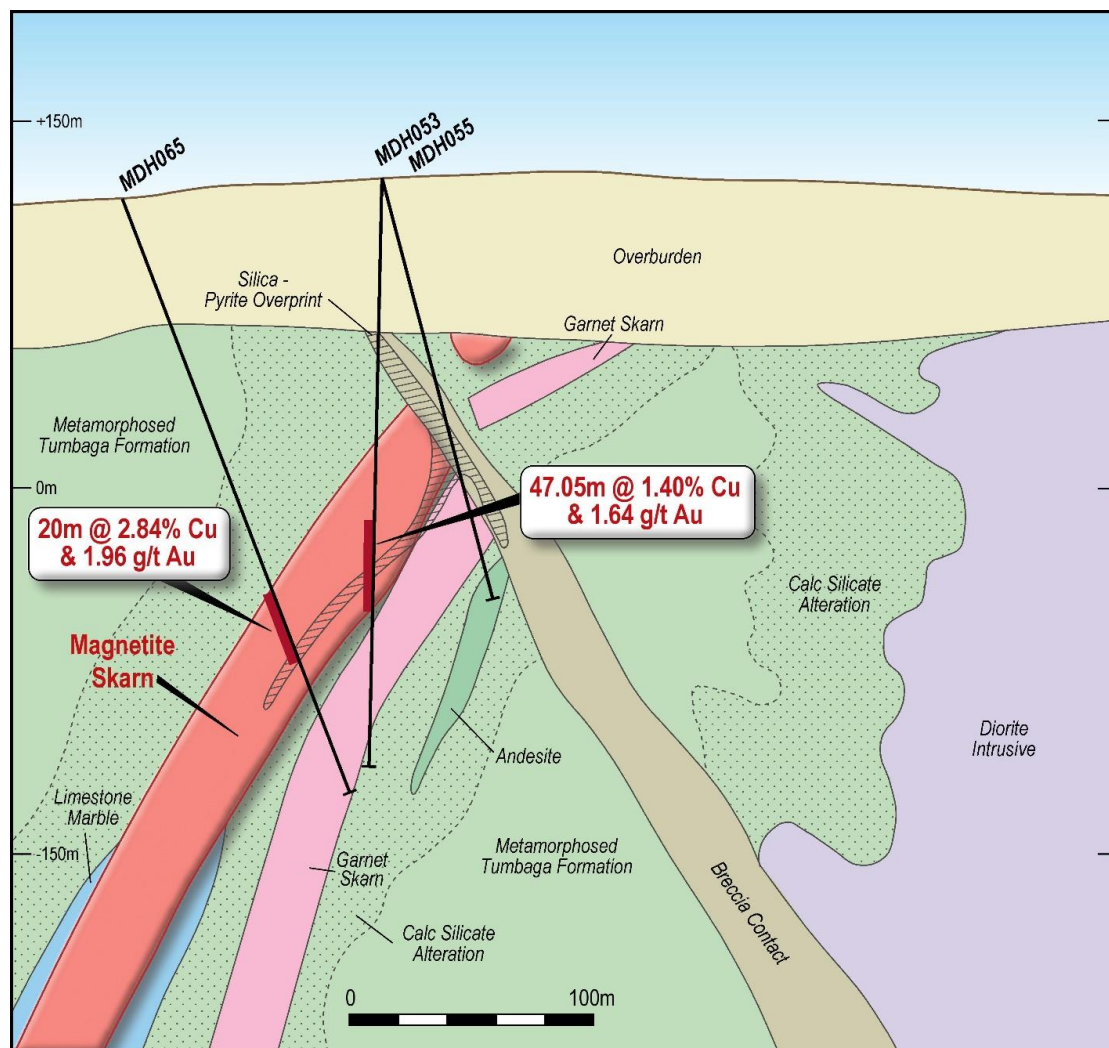 +150m
MDH065
MDH053
MDH055
Overburden
Silica -
Pyrite Overprint
Garnet Skarn
Metamorphosed
Tumbaga Formation
0m
47.05m @ 1.40% Cu
& 1.64 g/t Au
20m @ 2.84% Cu
& 1.96 g/t Au
Calc Silicate
Alteration
Magnetite
Skarn
Diorite
Intrusive
Andesite
Limestone
Marble
-150m
Garnet
Skarn
Metamorphosed
Tumbaga Formation
Breccia Contact
Calc Silicate
Alteration
0 100m